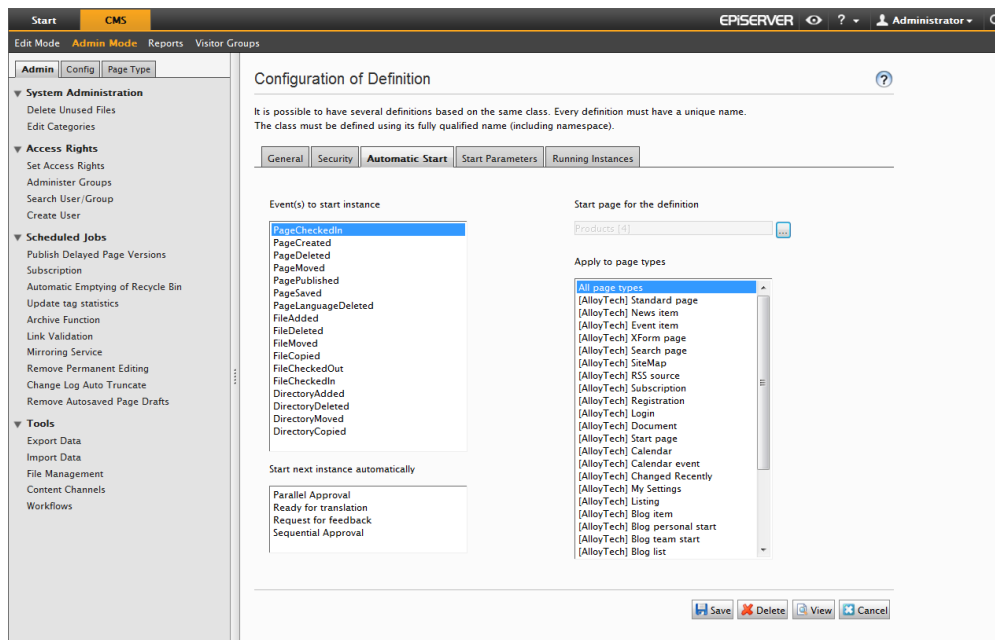 Start CMS EPiSERVER ? Administrator
Edit Mode Admin Mode Reports Visitor Groups
Admin Config Page Type
System Administration
Delete Unused Files
Edit Categories
Access Rights
Set Access Rights
Administer Groups
Search User/Group
Create User
Scheduled Jobs
Publish Delayed Page Versions
Subscription
Automatic Emptying of Recycle Bin
Update tag statistics
Archive Function
Link Validation
Mirroring Service
Remove Permanent Editing
Change Log Auto Truncate
Remove Autosaved Page Drafts
Tools
Export Data
Import Data
File Management
Content Channels
Workflows
Configuration of Definition ?
It is possible to have several definitions based on the same class. Every definition must have a unique name.
The class must be defined using its fully qualified name (including namespace).
General Security Automatic Start Start Parameters Running Instances
Event(s) to start instance
PageCheckedIn
PageCreated
PageDeleted
PageMoved
PagePublished
PageSaved
PageLanguageDeleted
FileAdded
FileDeleted
FileMoved
FileCopied
FileCheckedOut
FileCheckedIn
DirectoryAdded
DirectoryDeleted
DirectoryMoved
DirectoryCopied
Start next instance automatically
Parallel Approval
Ready for translation
Request for feedback
Sequential Approval
Start page for the definition
Products [4] ...
Apply to page types
All page types
[AlloyTech] Standard page
[AlloyTech] News item
[AlloyTech] Event item
[AlloyTech] XForm page
[AlloyTech] Search page
[AlloyTech] SiteMap
[AlloyTech] RSS source
[AlloyTech] Subscription
[AlloyTech] Registration
[AlloyTech] Login
[AlloyTech] Document
[AlloyTech] Start page
[AlloyTech] Calendar
[AlloyTech] Calendar event
[AlloyTech] Changed Recently
[AlloyTech] My Settings
[AlloyTech] Listing
[AlloyTech] Blog item
[AlloyTech] Blog personal start
[AlloyTech] Blog team start
[AlloyTech] Blog list
Save Delete View Cancel